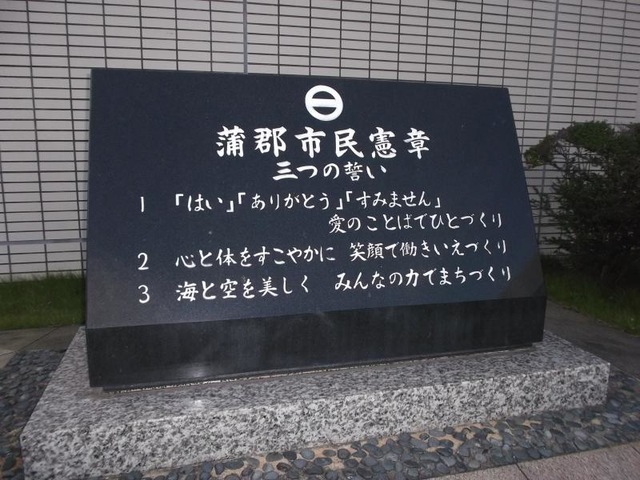 蒲郡市民憲章
三つの誓い
1 「はい」「ありがとう」「すみません」
愛のことばでひとづくり
2 心と体をすこやかに 笑顔で働きいえづくり
3 海と空を美しく みんなの力でまちづくり